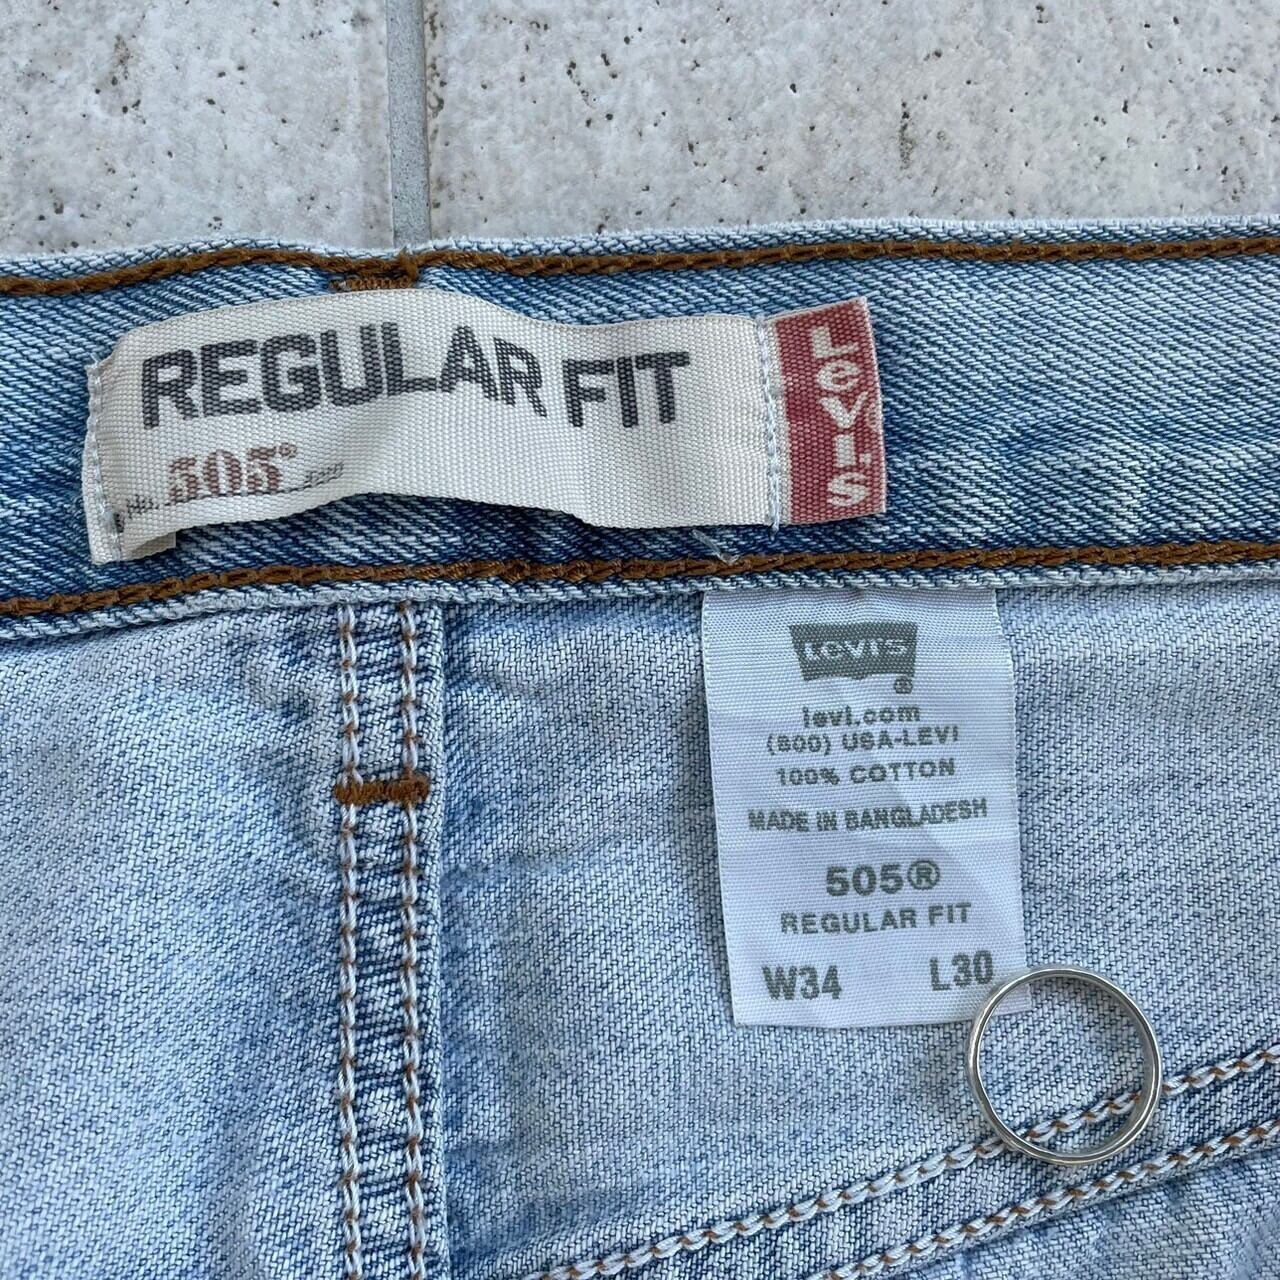 REGULAR FIT
No. 505®
Levi's
Levi's
®
levi.com
(800) USA-LEVI
100% COTTON
MADE IN BANGLADESH
505®
REGULAR FIT
W34 L30